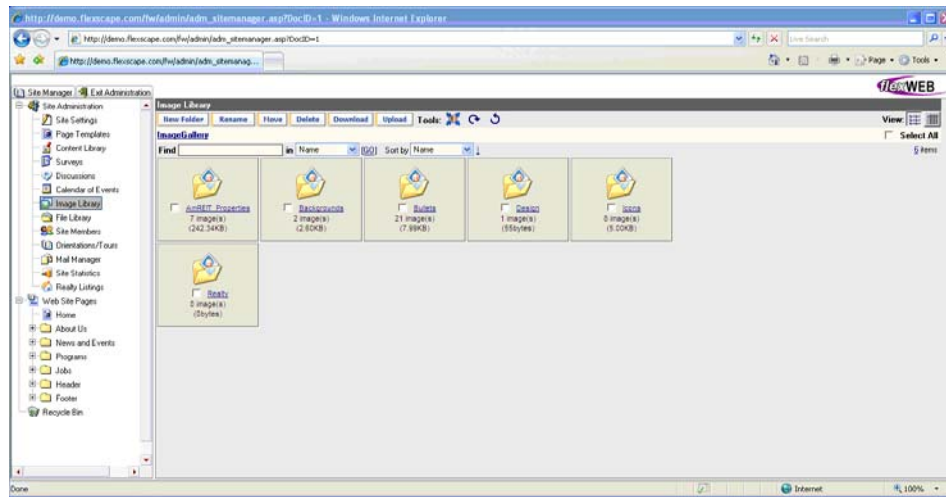 http://demo.flexscape.com/fw/admin/adm_sitemanager.asp?DocID=1 - Windows Internet Explorer
http://demo.flexscape.com/fw/admin/adm_sitemanager.asp?DocID=1
Live Search
http://demo.flexscape.com/fw/admin/adm_sitemanag...
Page Tools
flexWEB
Site Manager Exit Administration
Site Administration
Site Settings
Page Templates
Content Library
Surveys
Discussions
Calendar of Events
Image Library
File Library
Site Members
Orientations/Tours
Mail Manager
Site Statistics
Realty Listings
Web Site Pages
Home
About Us
News and Events
Programs
Jobs
Header
Footer
Recycle Bin
Image Library
New Folder Rename Move Delete Download Upload Tools: View:
ImageGallery Select All
Find in Name [GO] Sort by Name 6 items
AmREIT_Properties
7 image(s)
(242.34KB)
Backgrounds
2 image(s)
(2.60KB)
Bullets
21 image(s)
(7.99KB)
Design
1 image(s)
(55bytes)
Icons
image(s)
(5.00KB)
Realty
0 image(s)
(0bytes)
Done Internet 100%